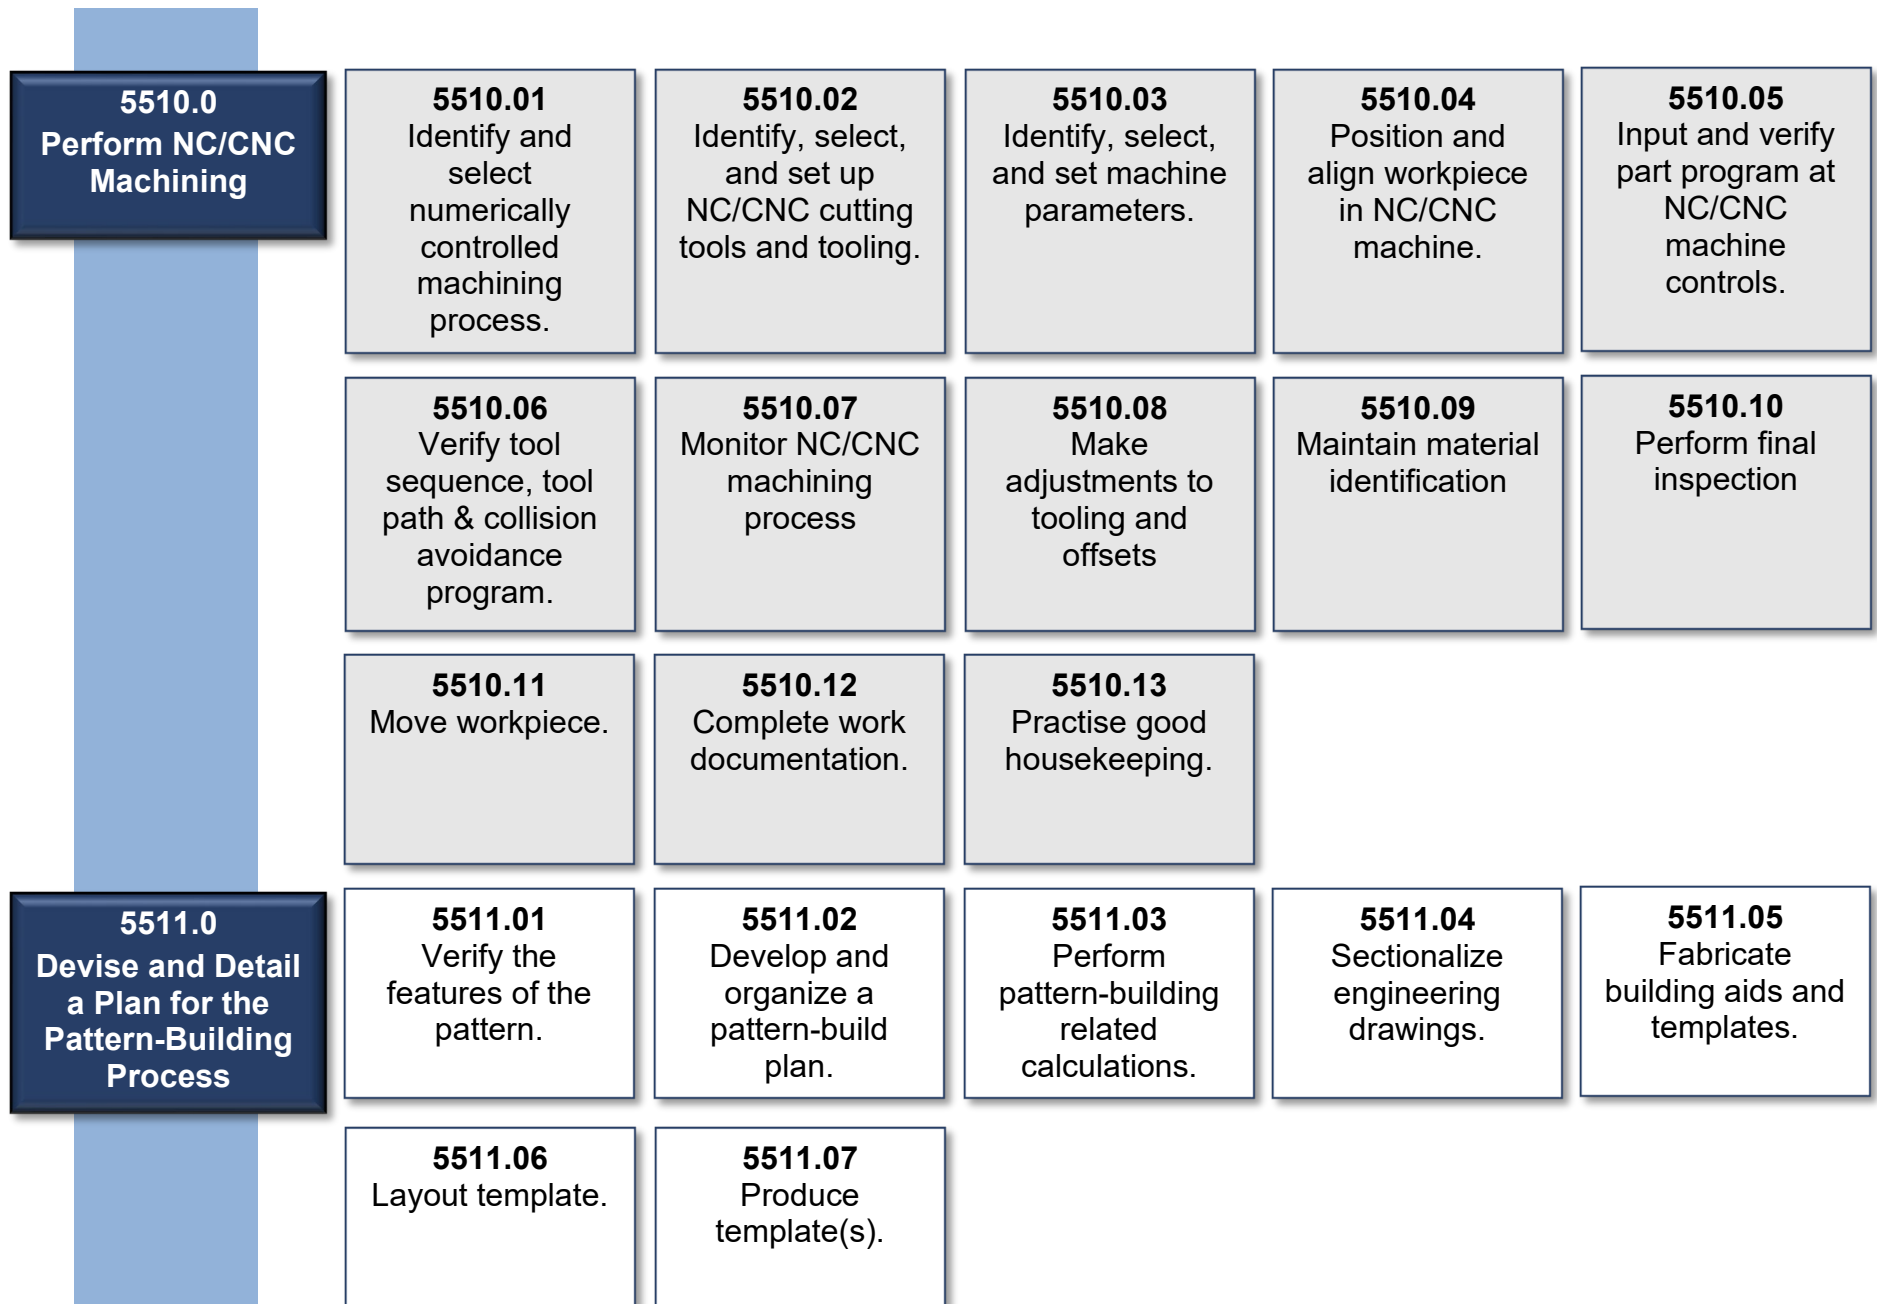 5510.0
Perform NC/CNC
Machining
5510.01
Identify and
select
numerically
controlled
machining
process.
5510.02
Identify, select,
and set up
NC/CNC cutting
tools and tooling.
5510.03
Identify, select,
and set machine
parameters.
5510.04
Position and
align workpiece
in NC/CNC
machine.
5510.05
Input and verify
part program at
NC/CNC
machine
controls.
5510.06
Verify tool
sequence, tool
path & collision
avoidance
program.
5510.07
Monitor NC/CNC
machining
process
5510.08
Make
adjustments to
tooling and
offsets
5510.09
Maintain material
identification
5510.10
Perform final
inspection
5510.11
Move workpiece.
5510.12
Complete work
documentation.
5510.13
Practise good
housekeeping.
5511.0
Devise and Detail
a Plan for the
Pattern-Building
Process
5511.01
Verify the
features of the
pattern.
5511.02
Develop and
organize a
pattern-build
plan.
5511.03
Perform
pattern-building
related
calculations.
5511.04
Sectionalize
engineering
drawings.
5511.05
Fabricate
building aids and
templates.
5511.06
Layout template.
5511.07
Produce
template(s).